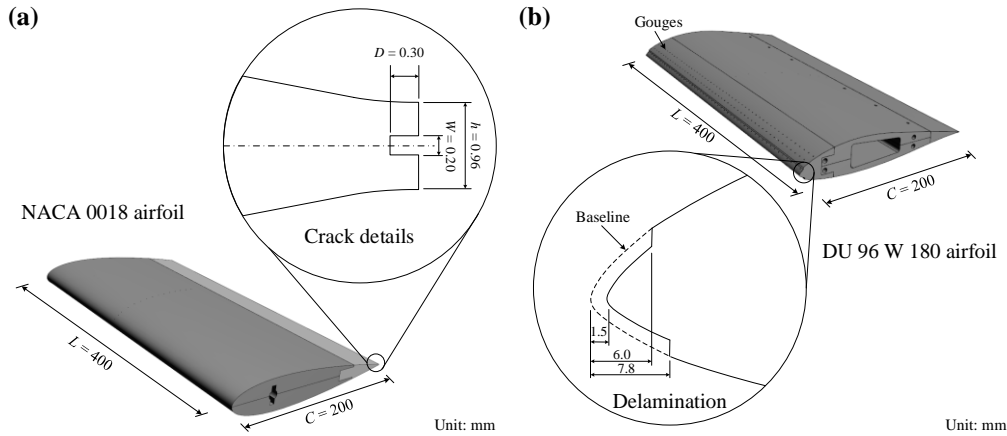 (a)
D = 0.30
h = 0.96
W = 0.20
Crack details
NACA 0018 airfoil
L = 400
C = 200
Unit: mm
(b)
Gouges
L = 400
C = 200
Baseline
DU 96 W 180 airfoil
1.5
6.0
7.8
Delamination
Unit: mm